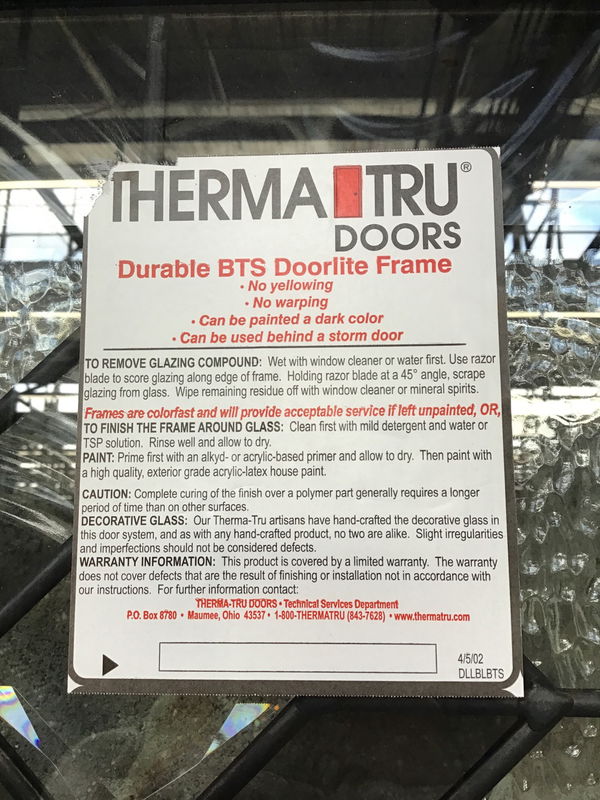 THERMA TRU®
DOORS
Durable BTS Doorlite Frame
• No yellowing
• No warping
• Can be painted a dark color
• Can be used behind a storm door
TO REMOVE GLAZING COMPOUND: Wet with window cleaner or water first. Use razor
blade to score glazing along edge of frame. Holding razor blade at a 45° angle, scrape
glazing from glass. Wipe remaining residue off with window cleaner or mineral spirits.
Frames are colorfast and will provide acceptable service if left unpainted, OR,
TO FINISH THE FRAME AROUND GLASS: Clean first with mild detergent and water or
TSP solution. Rinse well and allow to dry.
PAINT: Prime first with an alkyd- or acrylic-based primer and allow to dry. Then paint with
a high quality, exterior grade acrylic-latex house paint.
CAUTION: Complete curing of the finish over a polymer part generally requires a longer
period of time than on other surfaces.
DECORATIVE GLASS: Our Therma-Tru artisans have hand-crafted the decorative glass in
this door system, and as with any hand-crafted product, no two are alike. Slight irregularities
and imperfections should not be considered defects.
WARRANTY INFORMATION: This product is covered by a limited warranty. The warranty
does not cover defects that are the result of finishing or installation not in accordance with
our instructions. For further information contact:
THERMA-TRU DOORS • Technical Services Department
P.O. Box 8780 • Maumee, Ohio 43537 • 1-800-THERMATRU (843-7628) • www.thermatru.com
4/5/02
DLLBLBTS